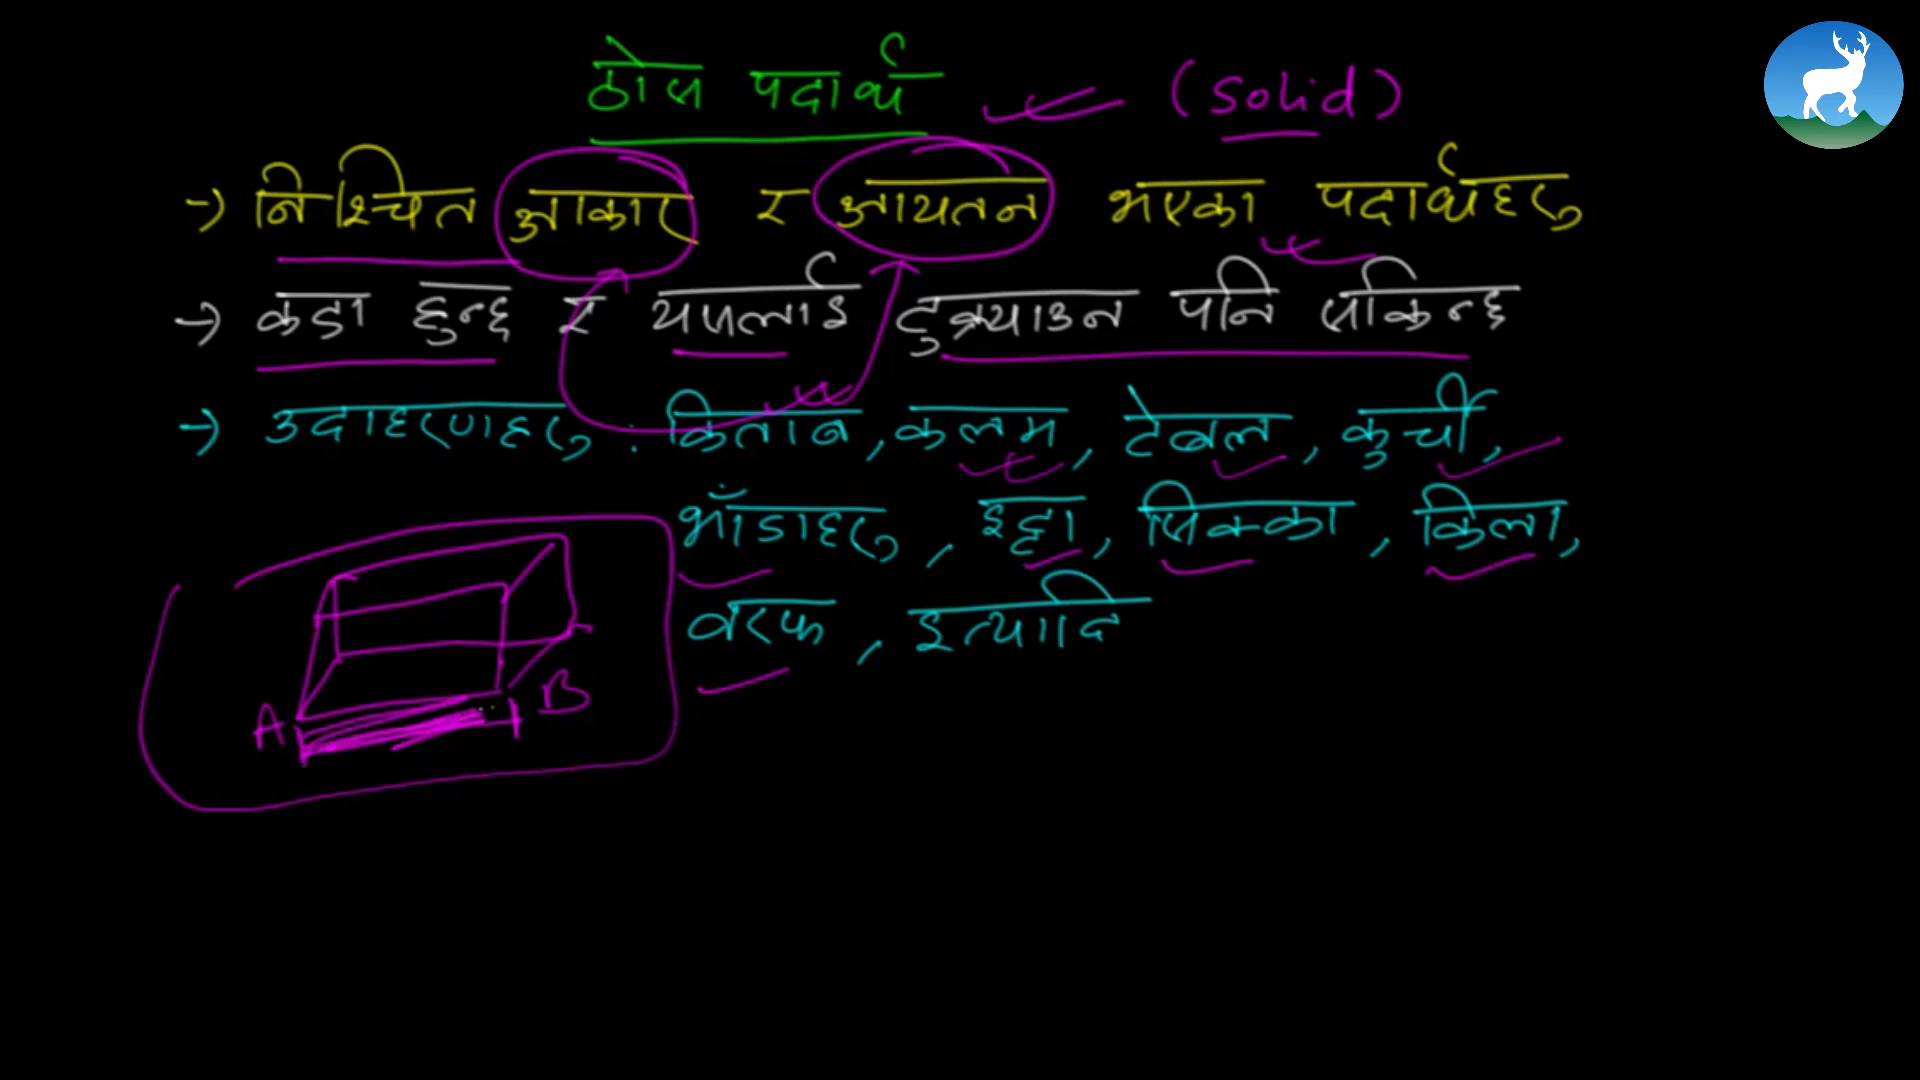 ठोस पदार्थ (solid)
→ निश्चित आकार र आयतन भएका पदार्थहरु
→ कडा हुन्छ र यसलाई टुक्र्याउन पनि सकिन्छ
→ उदाहरणहरु : किताब, कलम, टेबल, कुर्ची,
भाँडाहरु, इट्टा, सिक्का, किला,
बरफ, इत्यादि
A B